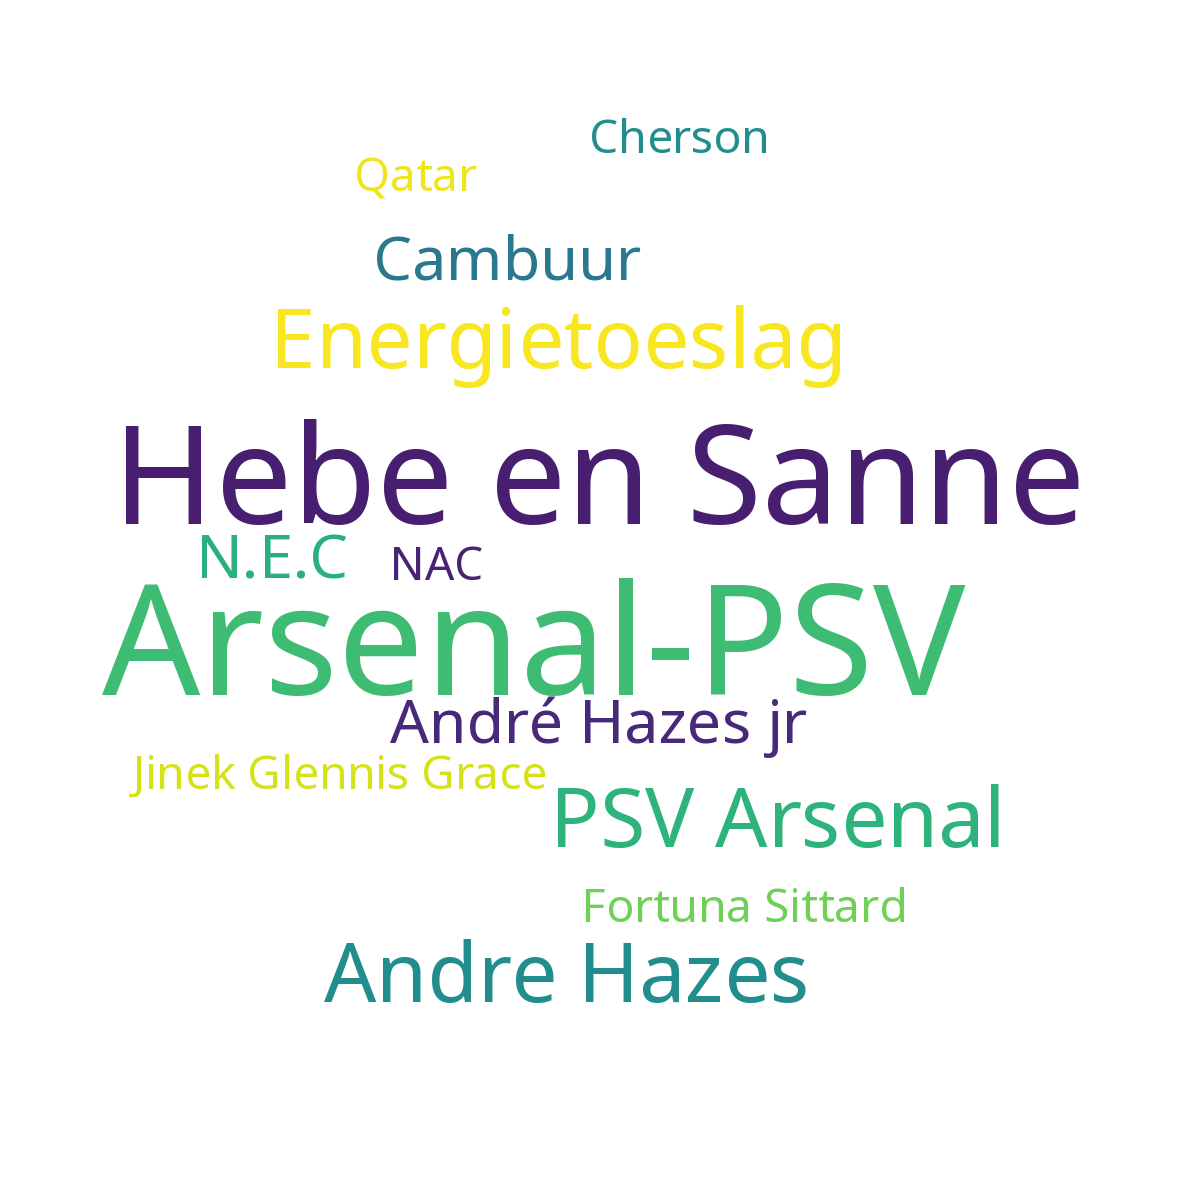 Cherson
Qatar
Cambuur
Energietoeslag
Hebe en Sanne
N.E.C
NAC
Arsenal-PSV
André Hazes jr
Jinek Glennis Grace
PSV Arsenal
Fortuna Sittard
Andre Hazes